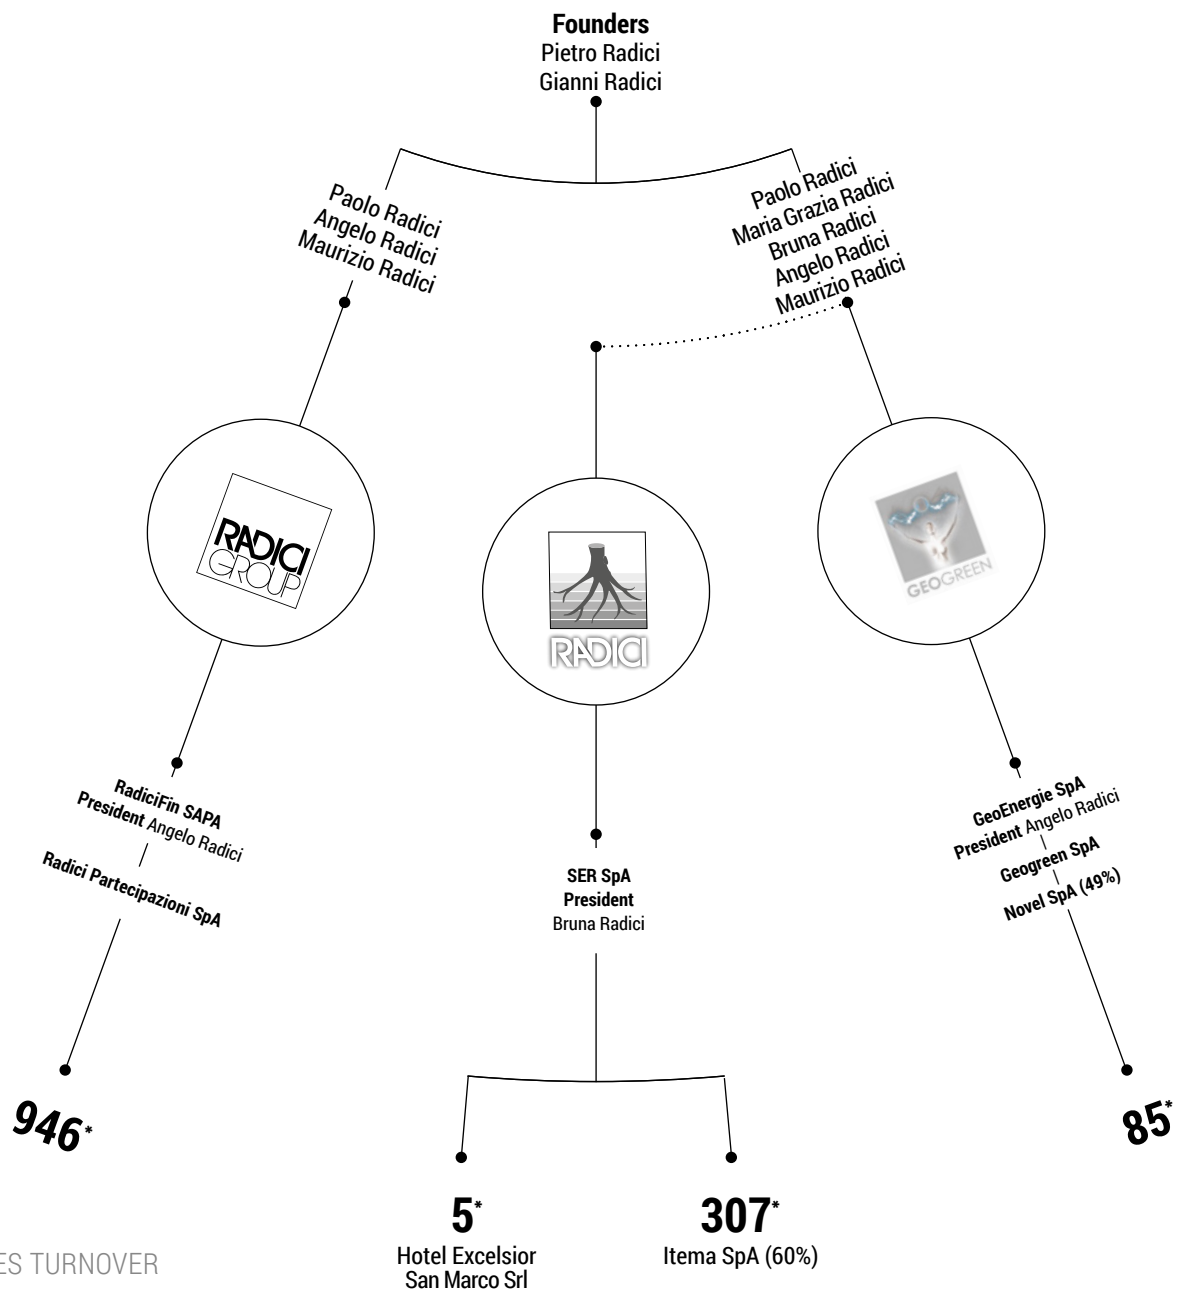 Founders
Pietro Radici
Gianni Radici
Paolo Radici
Angelo Radici
Maurizio Radici
Paolo Radici
Maria Grazia Radici
Bruna Radici
Angelo Radici
Maurizio Radici
RADICI
GROUP
RADICI
GEOGREEN
RadiciFin SAPA
President Angelo Radici
Radici Partecipazioni SpA
SER SpA
President
Bruna Radici
GeoEnergie SpA
President Angelo Radici
Geogreen SpA
Novel SpA (49%)
946*
5*
Hotel Excelsior
San Marco Srl
307*
Itema SpA (60%)
85*
ES TURNOVER